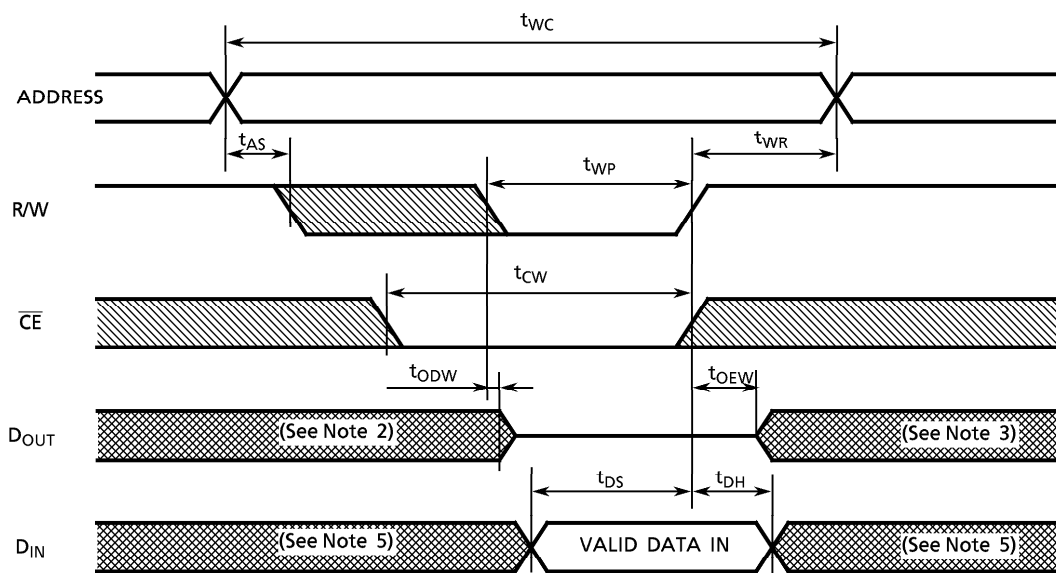 tWC
ADDRESS
tAS
tWR
tWP
R/W
tCW
CE
tODW
tOEW
DOUT
(See Note 2)
(See Note 3)
tDS
tDH
DIN
(See Note 5)
VALID DATA IN
(See Note 5)